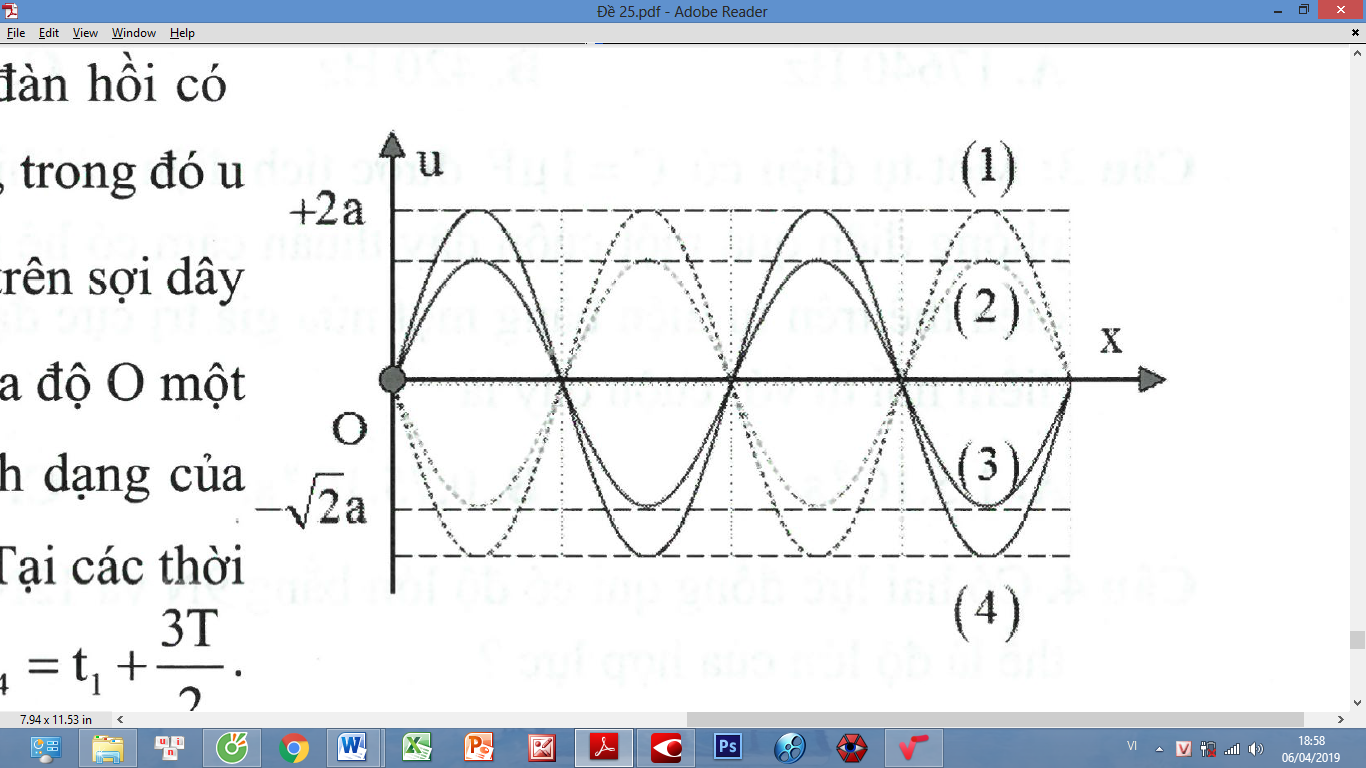 Đề 25.pdf - Adobe Reader
File Edit View Window Help
đàn hồi có
, trong đó u
trên sợi dây
a độ O một
h dạng của
Tại các thời
4 = t1 + 3T/2 .
u
+2a
O
-√2a
x
(1)
(2)
(3)
(4)
7.94 x 11.53 in
VI
18:58
06/04/2019